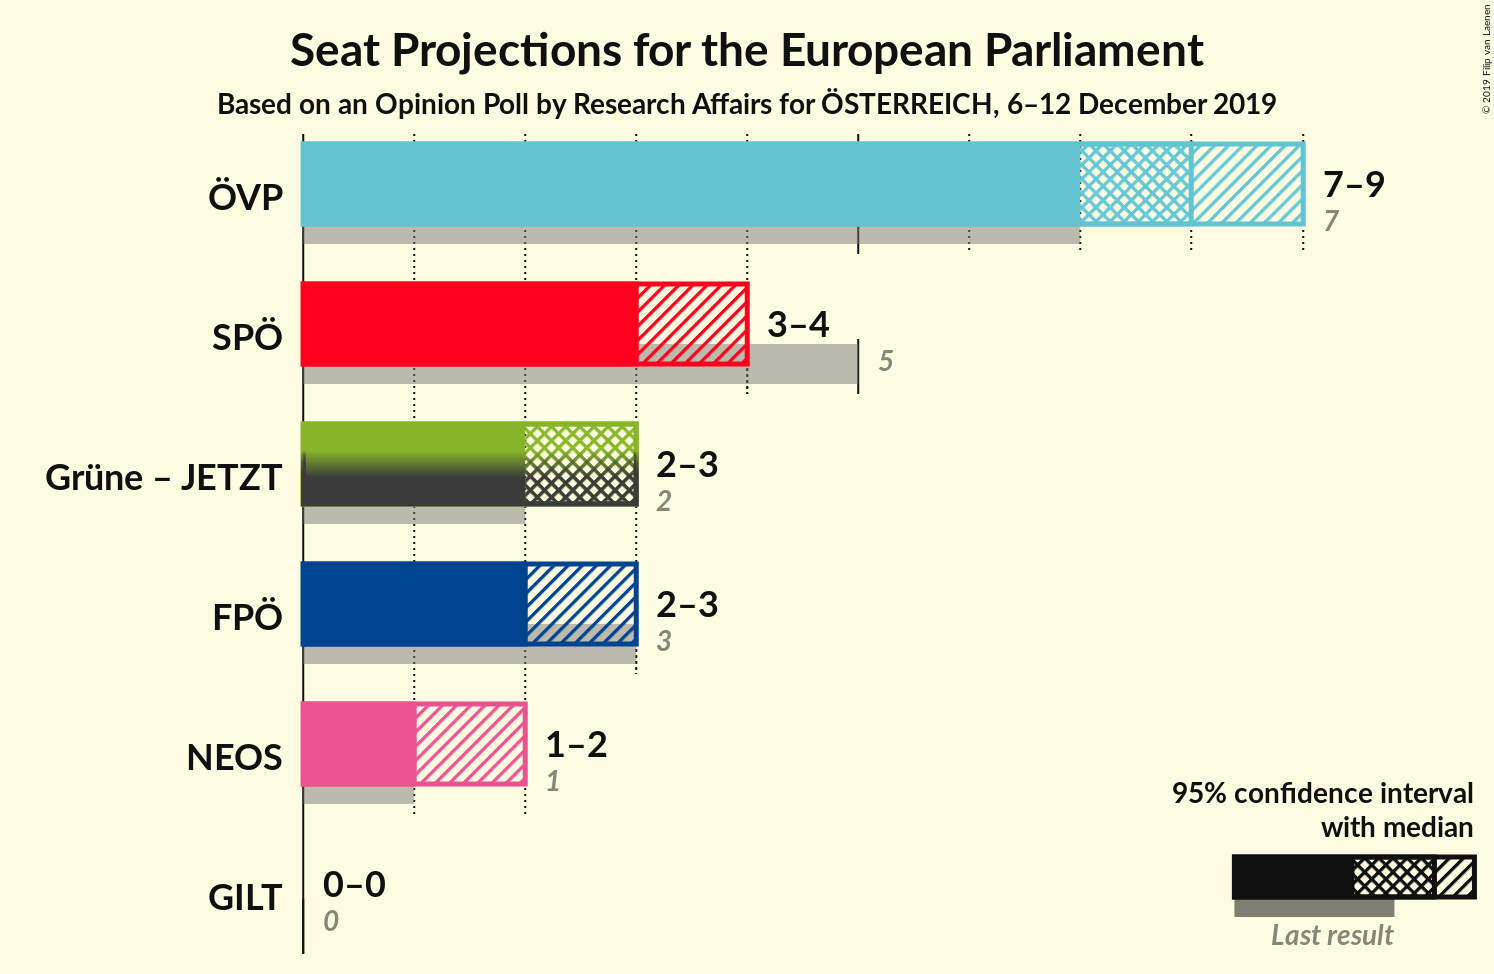 Seat Projections for the European Parliament
Based on an Opinion Poll by Research Affairs for ÖSTERREICH, 6–12 December 2019
© 2019 Filip van Laenen
ÖVP
7–9
7
SPÖ
3–4
5
Grüne – JETZT
2–3
2
FPÖ
2–3
3
NEOS
1–2
1
GILT
0–0
0
95% confidence interval
with median
Last result